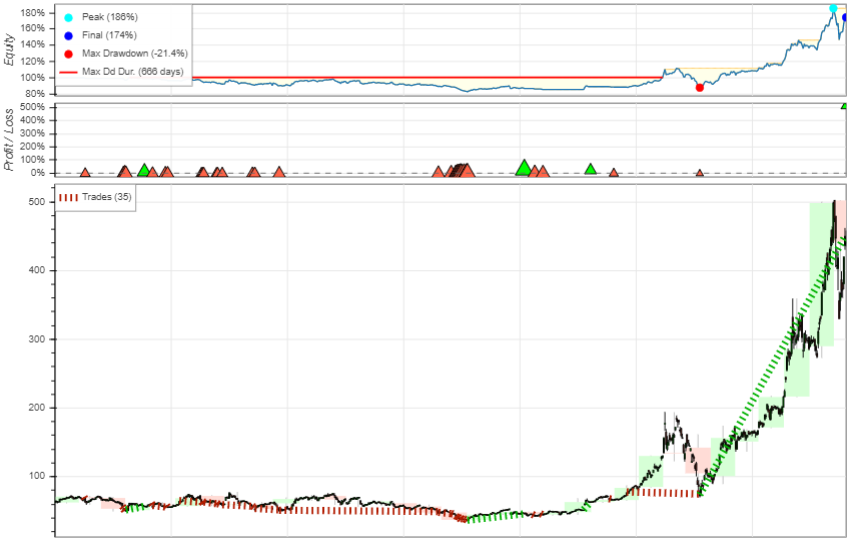 Equity
180%
160%
140%
120%
100%
80%
Peak (186%)
Final (174%)
Max Drawdown (-21.4%)
Max Dd Dur. (666 days)
Profit / Loss
500%
400%
300%
200%
100%
0%
Trades (35)
500
400
300
200
100